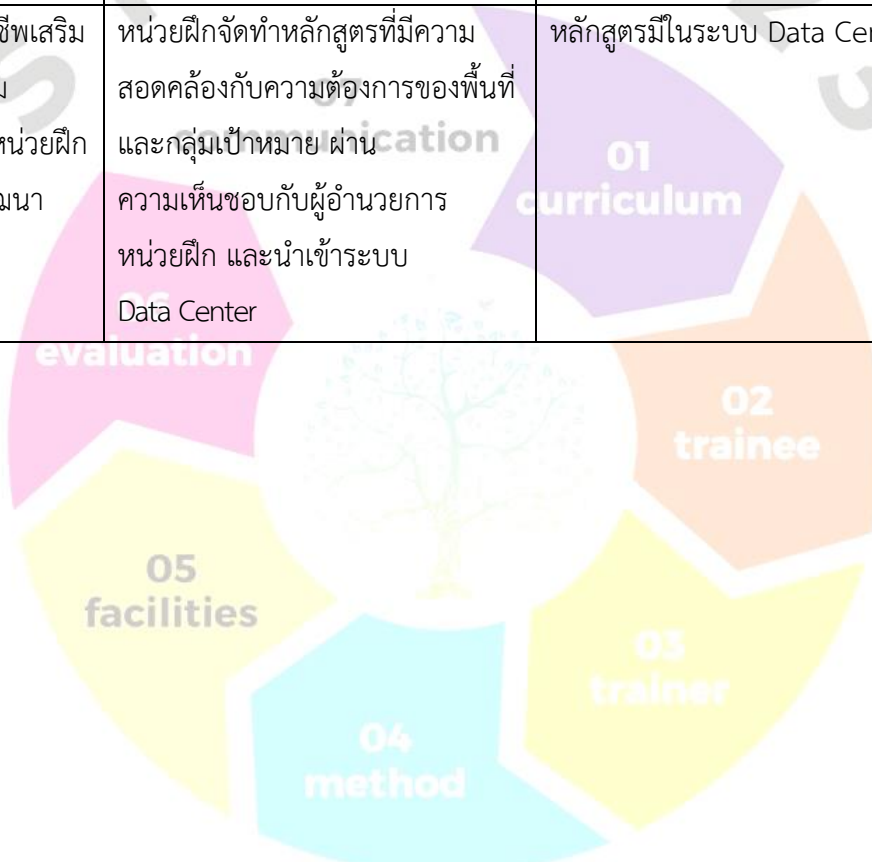 ชีพเสริม
หน่วยฝึก
หน่วยฝึกจัดทำหลักสูตรที่มีความ
สอดคล้องกับความต้องการของพื้นที่
และกลุ่มเป้าหมาย ผ่าน
ความเห็นชอบกับผู้อำนวยการ
หน่วยฝึก และนำเข้าระบบ
Data Center
หลักสูตรมีในระบบ Data Cen
07
communication
01
curriculum
02
trainee
03
trainer
04
method
05
facilities
06
evaluation